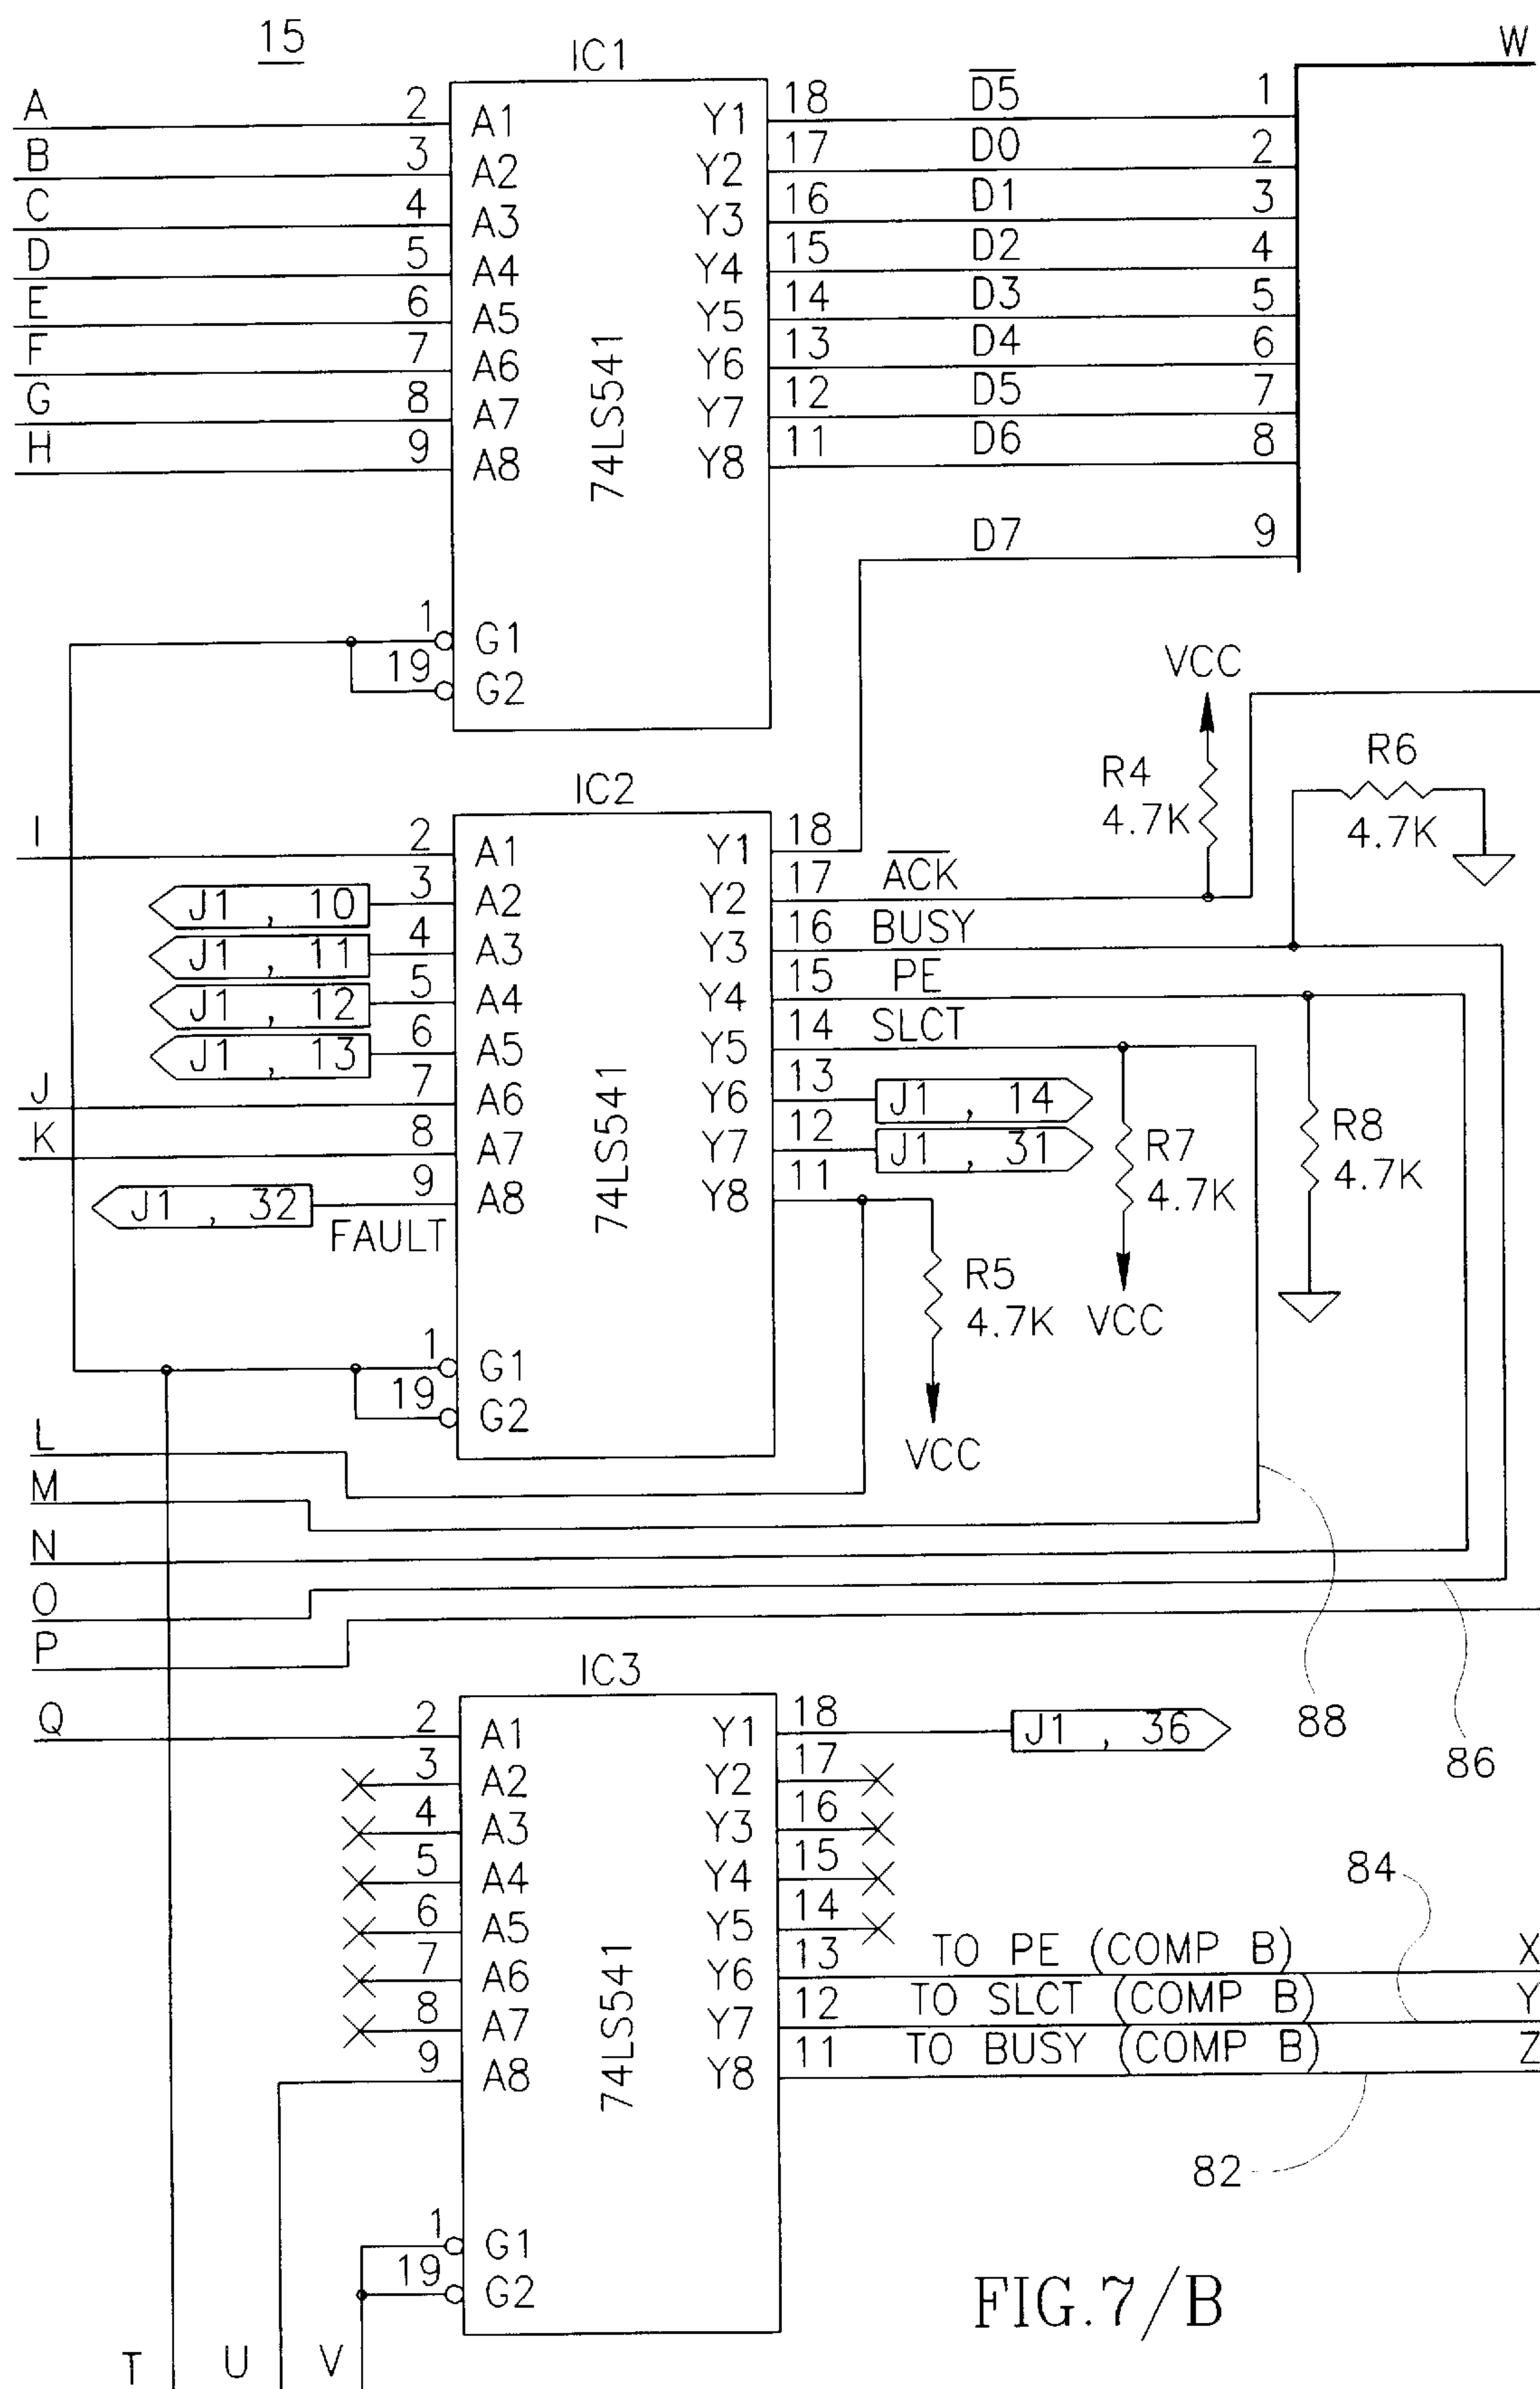 15
IC1
W
A 2 A1 Y1 18 D5 1
B 3 A2 Y2 17 D0 2
C 4 A3 Y3 16 D1 3
D 5 A4 Y4 15 D2 4
E 6 A5 Y5 14 D3 5
F 7 A6 Y6 13 D4 6
G 8 A7 Y7 12 D5 7
H 9 A8 Y8 11 D6 8
74LS541
D7 9
1 G1
19 G2
VCC
R4
4.7K
R6
4.7K
IC2
I 2 A1 Y1 18
J1 , 10 3 A2 Y2 17 ACK
J1 , 11 4 A3 Y3 16 BUSY
J1 , 12 5 A4 Y4 15 PE
J1 , 13 6 A5 Y5 14 SLCT
J 7 A6 Y6 13 J1 , 14
K 8 A7 Y7 12 J1 , 31
J1 , 32 9 A8 Y8 11
FAULT
74LS541
R7
4.7K
VCC
R8
4.7K
R5
4.7K
VCC
1 G1
19 G2
L
M
N
O
P
88
86
IC3
Q 2 A1 Y1 18 J1 , 36
3 A2 Y2 17
4 A3 Y3 16
5 A4 Y4 15
6 A5 Y5 14
7 A6 Y6 13 TO PE (COMP B) X
8 A7 Y7 12 TO SLCT (COMP B) Y
9 A8 Y8 11 TO BUSY (COMP B) Z
74LS541
84
82
1 G1
19 G2
T U V
FIG.7/B